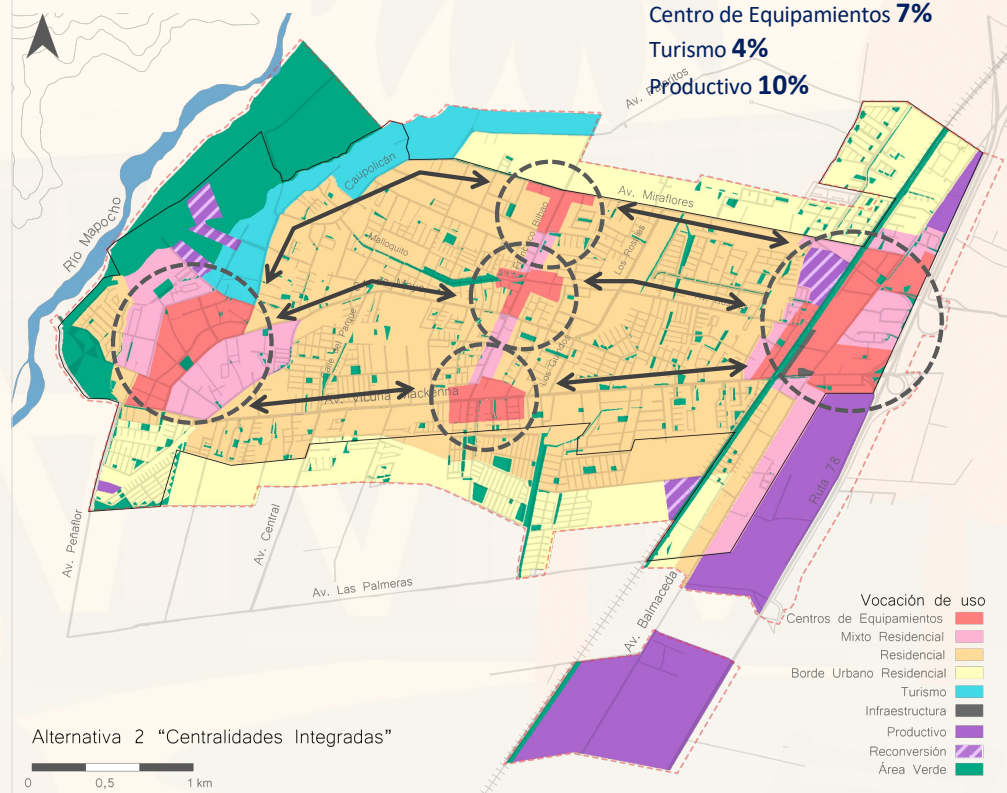 Centro de Equipamientos 7%
Turismo 4%
Productivo 10%
Caupolicán
Av. Miraflores
Río Mapocho
Malloquito
Los Rosales
Calle del Parque
Av. Vicuña Mackenna
Ruta 78
Av. Peñaflor
Av. Central
Av. Las Palmeras
Av. Balmaceda
Vocación de uso
Centros de Equipamientos
Mixto Residencial
Residencial
Borde Urbano Residencial
Turismo
Infraestructura
Productivo
Reconversión
Área Verde
Alternativa 2 “Centralidades Integradas”
0 0,5 1 km